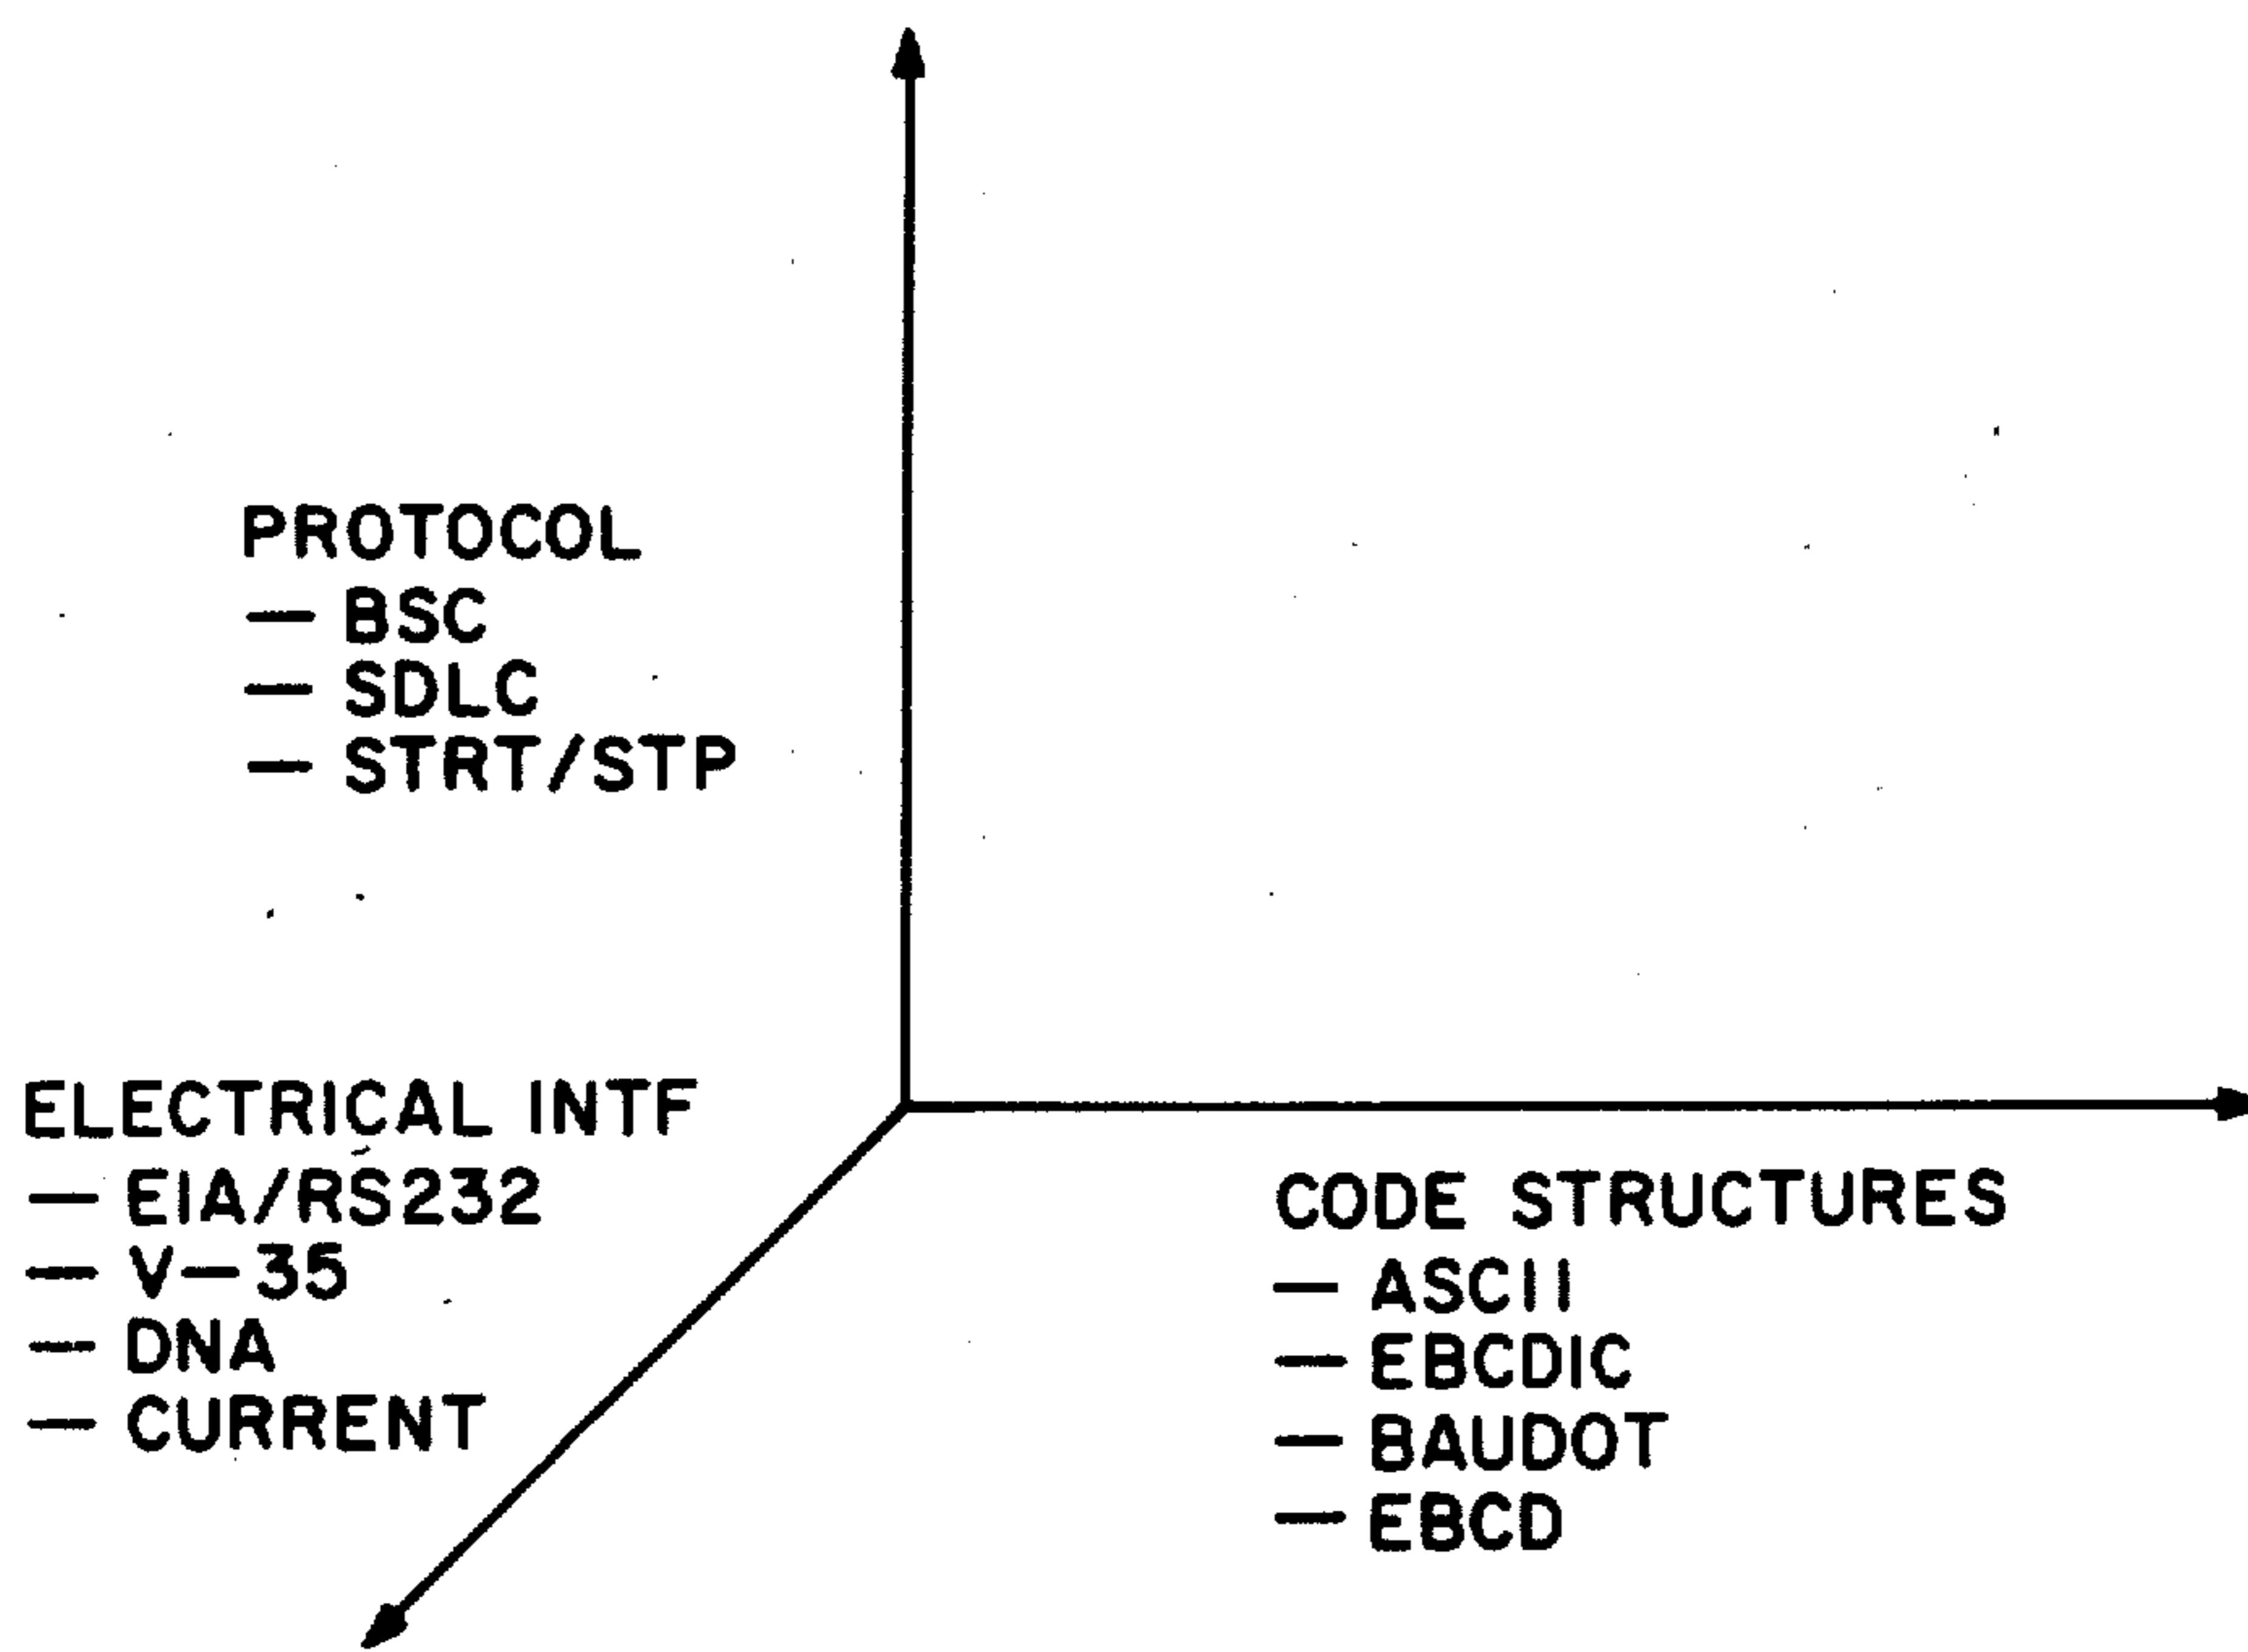 PROTOCOL
— BSC
— SDLC
— STRT/STP
ELECTRICAL INTF
— EIA/RS232
— V—35
— DNA
— CURRENT
CODE STRUCTURES
— ASCII
— EBCDIC
— BAUDOT
— EBCD